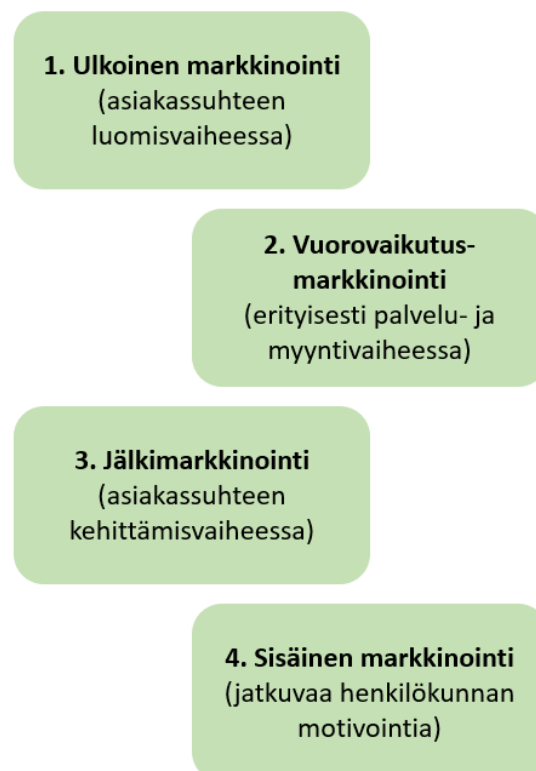 1. Ulkoinen markkinointi
(asiakassuhteen
luomisvaiheessa)
2. Vuorovaikutus-
markkinointi
(erityisesti palvelu- ja
myyntivaiheessa)
3. Jälkimarkkinointi
(asiakassuhteen
kehittämisvaiheessa)
4. Sisäinen markkinointi
(jatkuvaa henkilökunnan
motivointia)